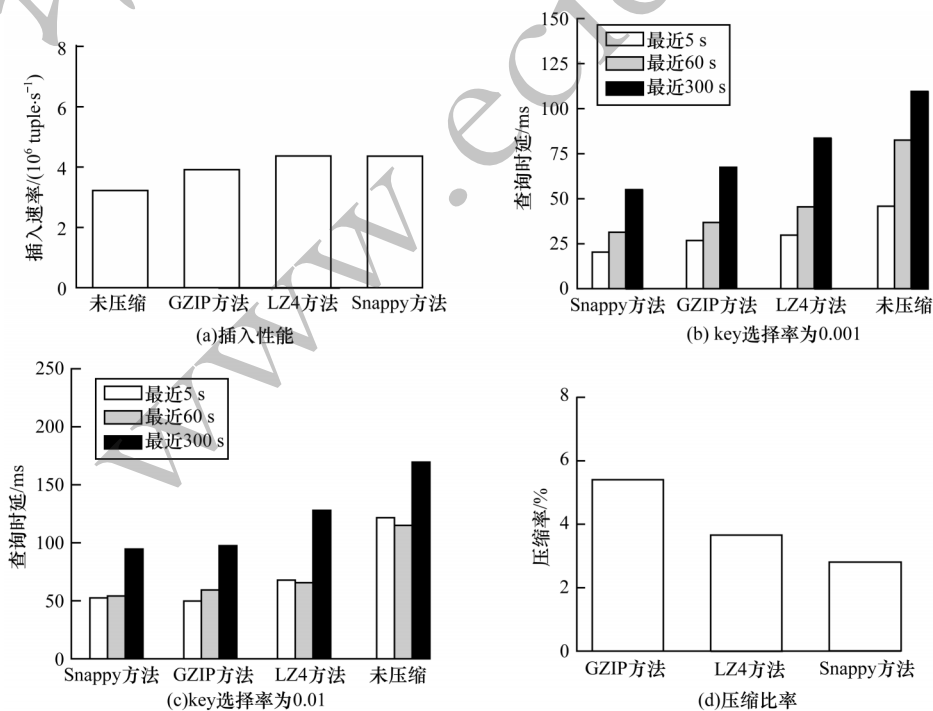 www.ec
8
6
4
2
0
插入速率/(10⁶ tuple·s⁻¹)
未压缩 GZIP方法 LZ4方法 Snappy方法
(a)插入性能
150
125
100
75
50
25
0
查询时延/ms
最近5 s
最近60 s
最近300 s
Snappy方法 GZIP方法 LZ4方法 未压缩
(b) key选择率为0.001
250
200
150
100
50
0
查询时延/ms
最近5 s
最近60 s
最近300 s
Snappy方法 GZIP方法 LZ4方法 未压缩
(c)key选择率为0.01
8
6
4
2
0
压缩率/%
GZIP方法 LZ4方法 Snappy方法
(d)压缩比率